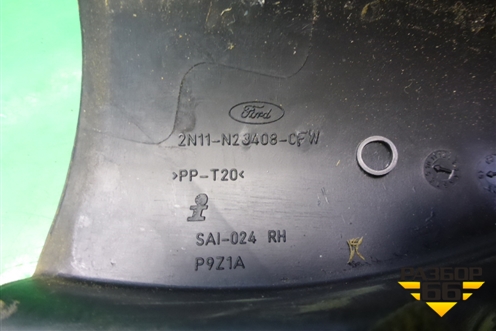 Ford
2N11-N23408-CFW
>PP-T20<
SAI-024 RH
P9Z1A
РАЗБОР
66